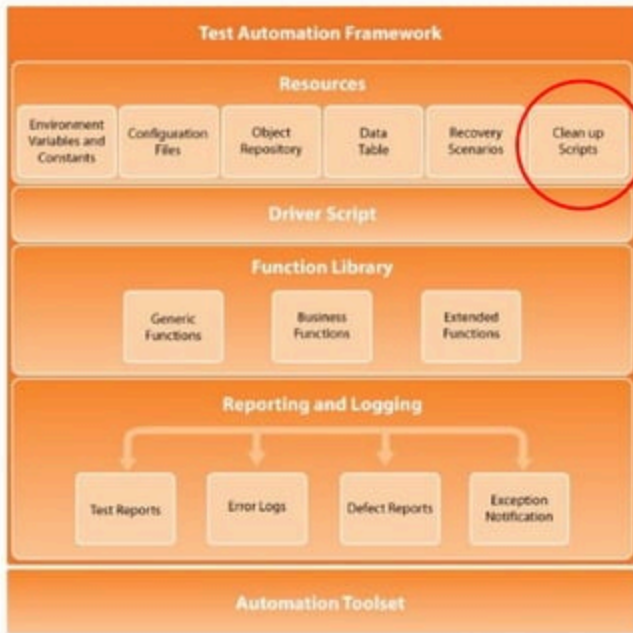 Test Automation Framework
Resources
Environment
Variables and
Constants
Configuration
Files
Object
Repository
Data
Table
Recovery
Scenarios
Clean up
Scripts
Driver Script
Function Library
Generic
Functions
Business
Functions
Extended
Functions
Reporting and Logging
Test Reports
Error Logs
Defect Reports
Exception
Notification
Automation Toolset